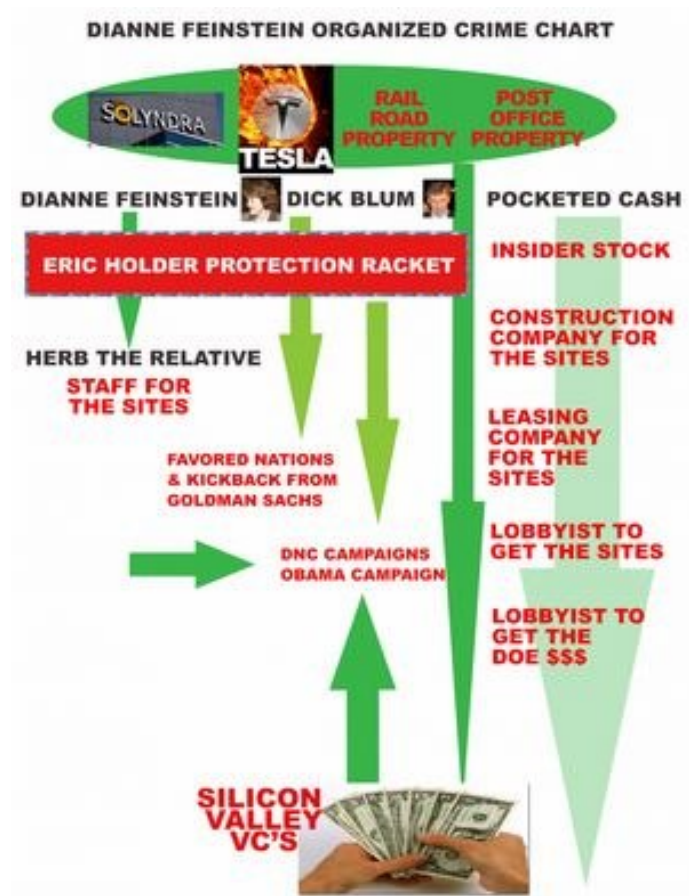 DIANNE FEINSTEIN ORGANIZED CRIME CHART
SOLYNDRA
TESLA
RAIL
ROAD
PROPERTY
POST
OFFICE
PROPERTY
DIANNE FEINSTEIN
DICK BLUM
POCKETED CASH
ERIC HOLDER PROTECTION RACKET
INSIDER STOCK
CONSTRUCTION
COMPANY FOR
THE SITES
HERB THE RELATIVE
STAFF FOR
THE SITES
LEASING
COMPANY
FOR THE
SITES
FAVORED NATIONS
& KICKBACK FROM
GOLDMAN SACHS
LOBBYIST TO
GET THE SITES
DNC CAMPAIGNS
OBAMA CAMPAIGN
LOBBYIST TO
GET THE
DOE $$$
SILICON
VALLEY
VC'S